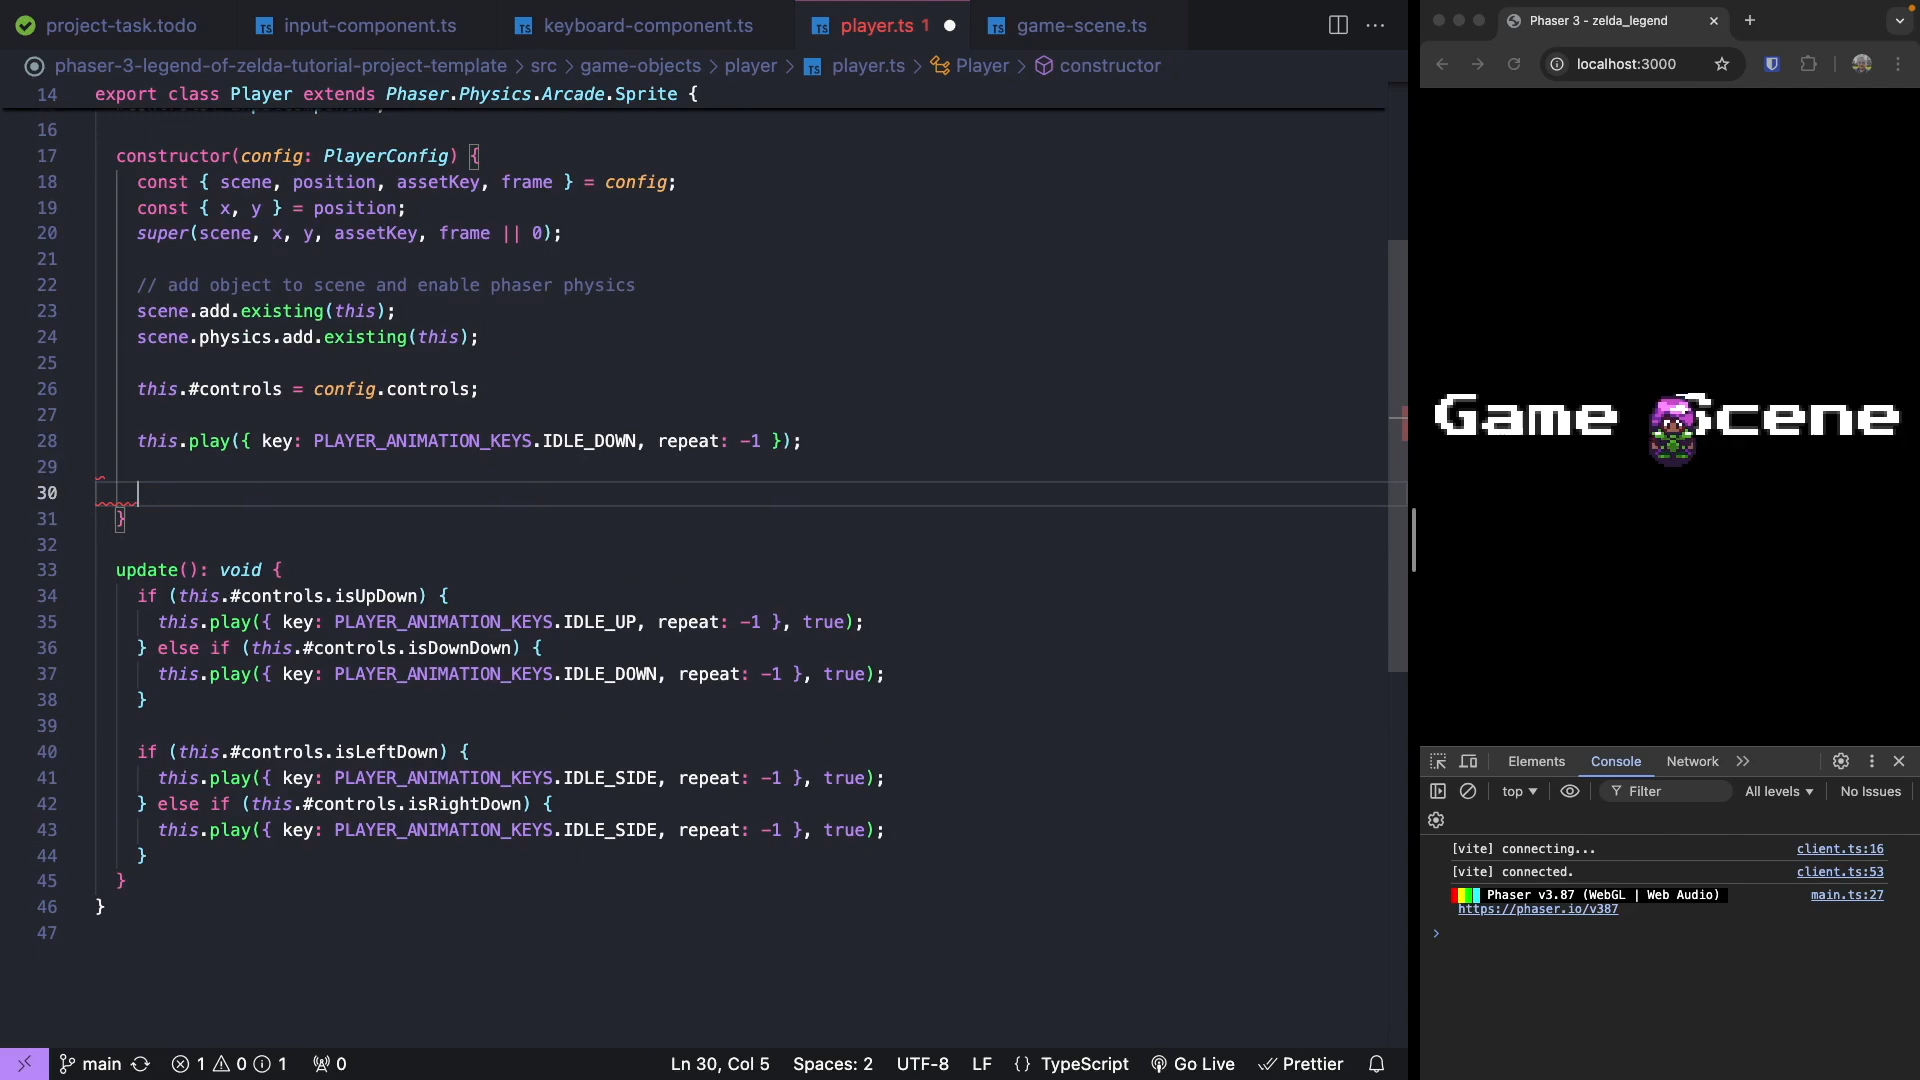 project-task.todo
input-component.ts
keyboard-component.ts
player.ts 1
game-scene.ts
phaser-3-legend-of-zelda-tutorial-project-template > src > game-objects > player > player.ts > Player > constructor
14 export class Player extends Phaser.Physics.Arcade.Sprite {
16
17 constructor(config: PlayerConfig) {
18 const { scene, position, assetKey, frame } = config;
19 const { x, y } = position;
20 super(scene, x, y, assetKey, frame || 0);
21
22 // add object to scene and enable phaser physics
23 scene.add.existing(this);
24 scene.physics.add.existing(this);
25
26 this.#controls = config.controls;
27
28 this.play({ key: PLAYER_ANIMATION_KEYS.IDLE_DOWN, repeat: -1 });
29
30
31 }
32
33 update(): void {
34 if (this.#controls.isUpDown) {
35 this.play({ key: PLAYER_ANIMATION_KEYS.IDLE_UP, repeat: -1 }, true);
36 } else if (this.#controls.isDownDown) {
37 this.play({ key: PLAYER_ANIMATION_KEYS.IDLE_DOWN, repeat: -1 }, true);
38 }
39
40 if (this.#controls.isLeftDown) {
41 this.play({ key: PLAYER_ANIMATION_KEYS.IDLE_SIDE, repeat: -1 }, true);
42 } else if (this.#controls.isRightDown) {
43 this.play({ key: PLAYER_ANIMATION_KEYS.IDLE_SIDE, repeat: -1 }, true);
44 }
45 }
46 }
47
main 1 0 1 0 Ln 30, Col 5 Spaces: 2 UTF-8 LF {} TypeScript Go Live Prettier
Phaser 3 - zelda_legend
localhost:3000
Game Scene
Elements Console Network
top Filter All levels No Issues
[vite] connecting... client.ts:16
[vite] connected. client.ts:53
Phaser v3.87 (WebGL | Web Audio) main.ts:27
https://phaser.io/v387